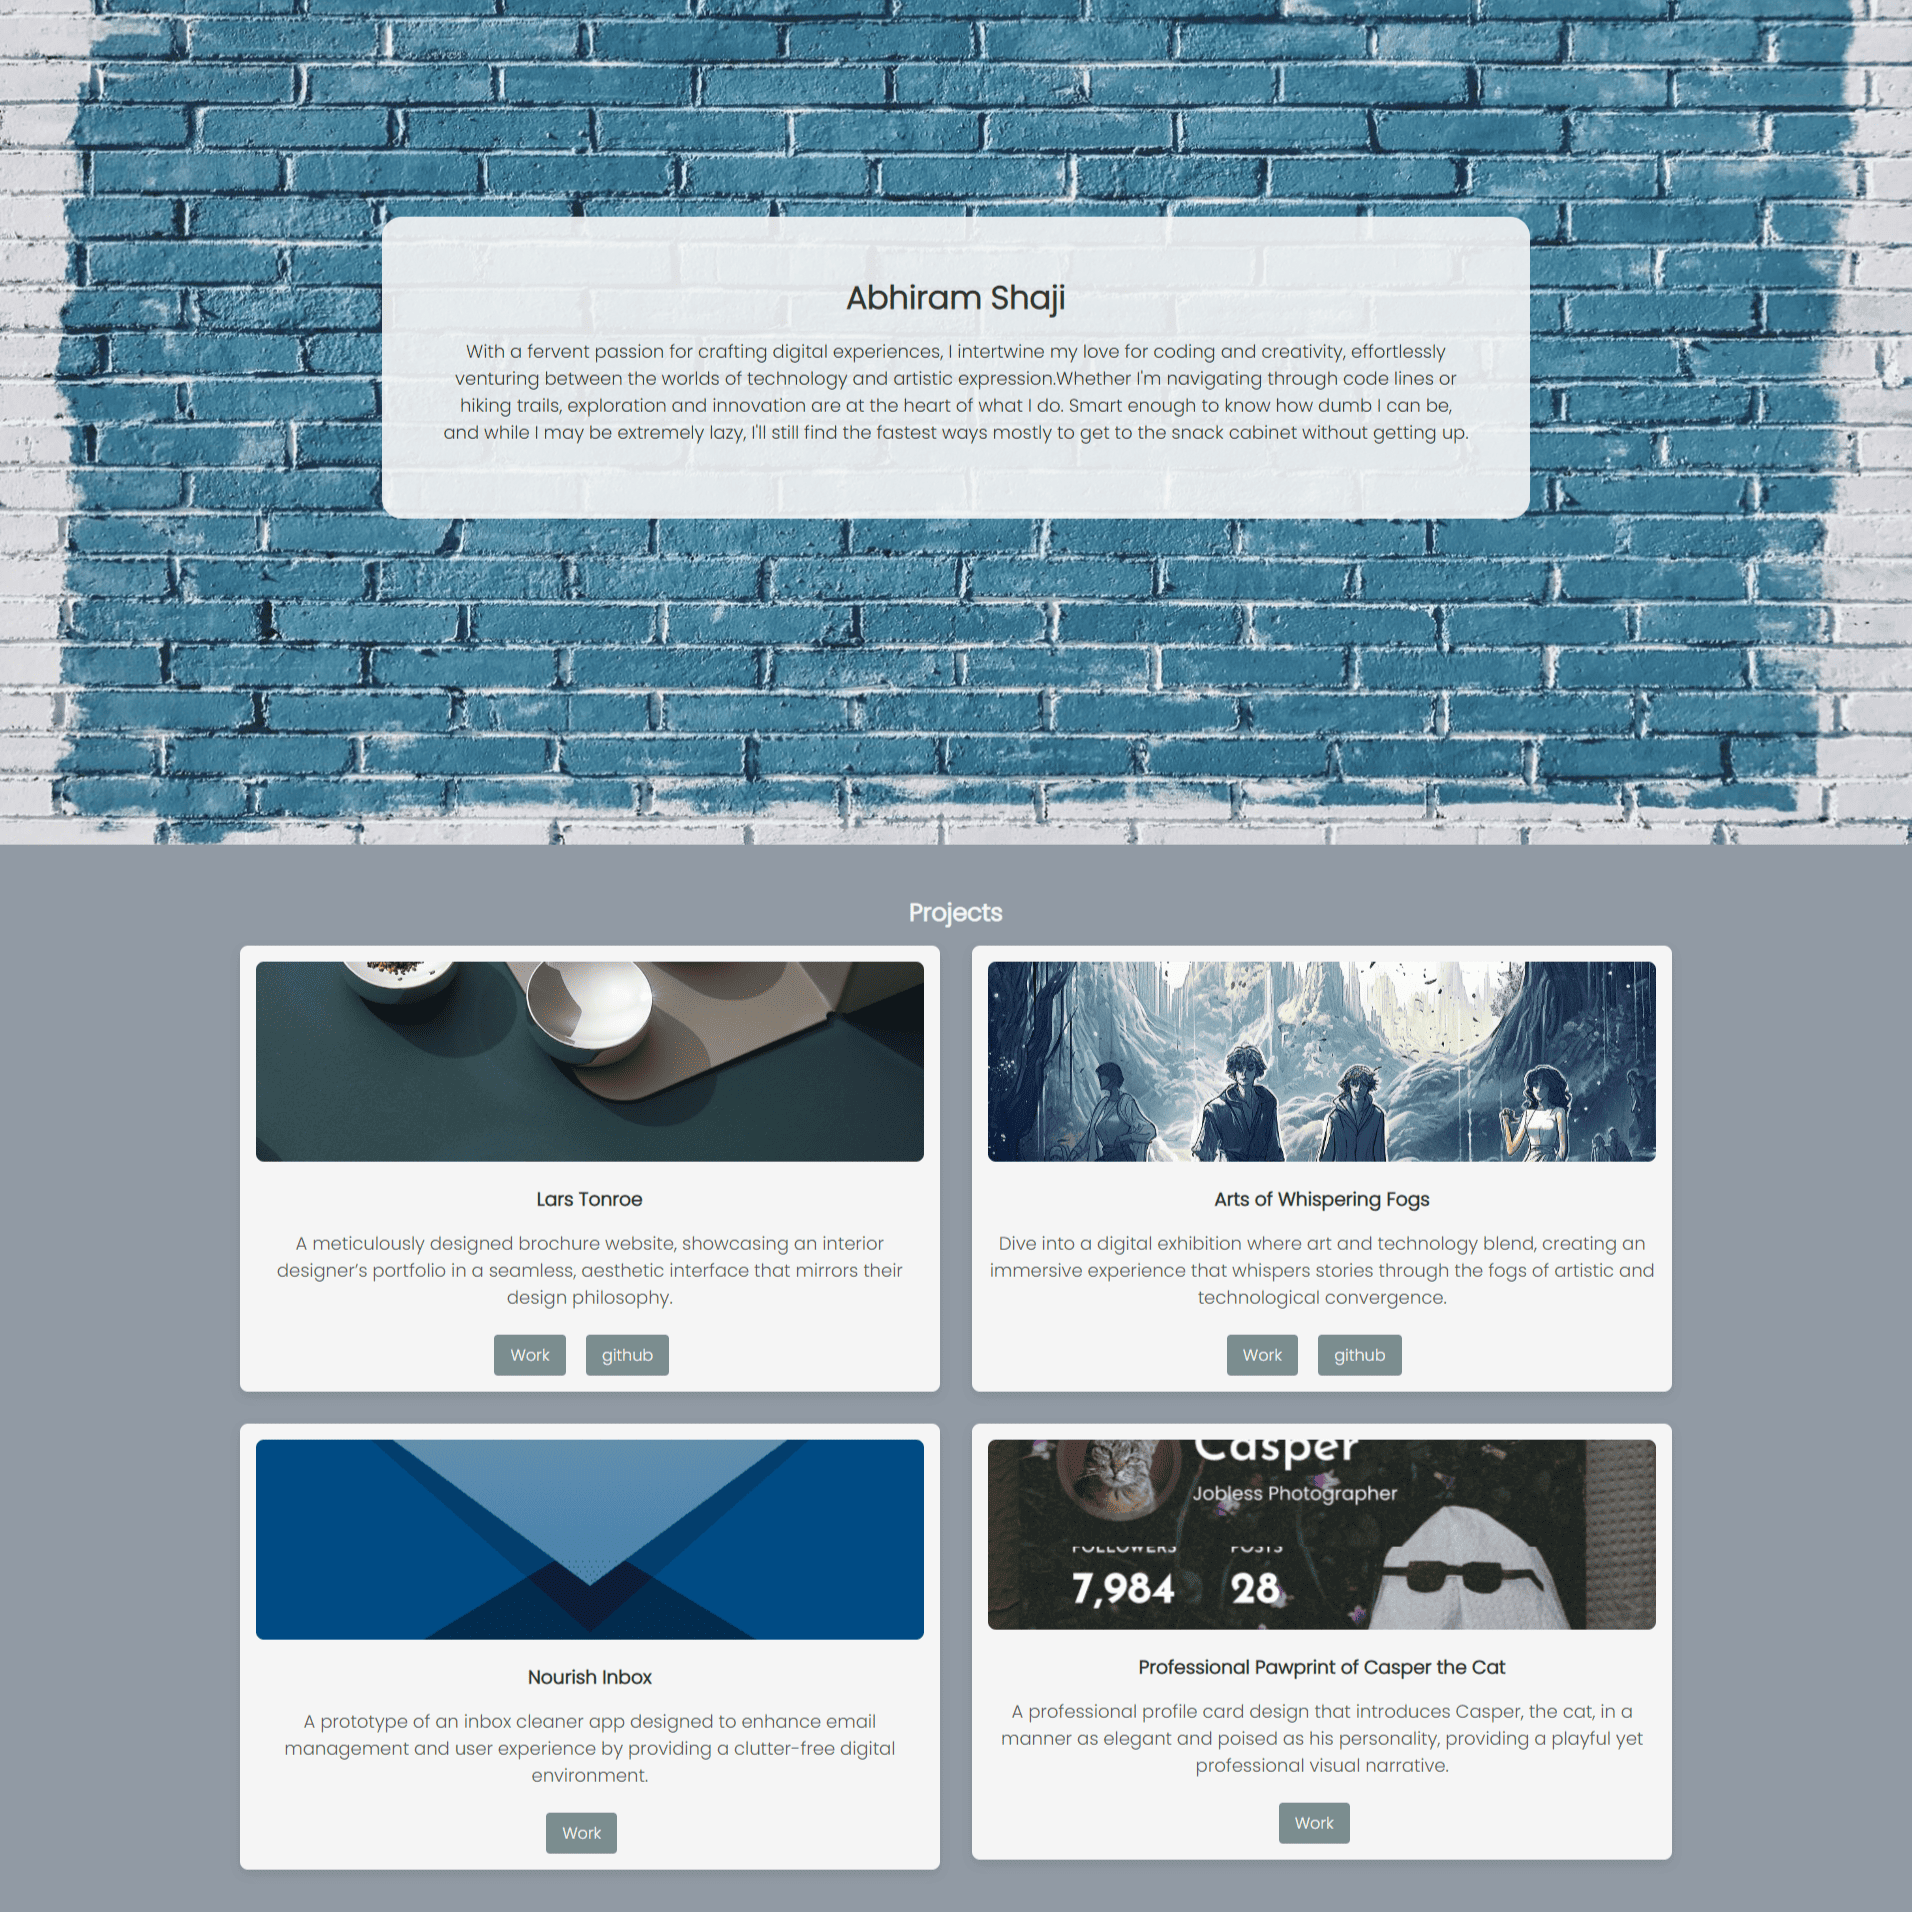 Abhiram Shaji
With a fervent passion for crafting digital experiences, I intertwine my love for coding and creativity, effortlessly
venturing between the worlds of technology and artistic expression.Whether I'm navigating through code lines or
hiking trails, exploration and innovation are at the heart of what I do. Smart enough to know how dumb I can be,
and while I may be extremely lazy, I'll still find the fastest ways mostly to get to the snack cabinet without getting up.
Projects
Lars Tonroe
A meticulously designed brochure website, showcasing an interior
designer’s portfolio in a seamless, aesthetic interface that mirrors their
design philosophy.
Work github
Arts of Whispering Fogs
Dive into a digital exhibition where art and technology blend, creating an
immersive experience that whispers stories through the fogs of artistic and
technological convergence.
Work github
Nourish Inbox
A prototype of an inbox cleaner app designed to enhance email
management and user experience by providing a clutter-free digital
environment.
Work
Casper
Jobless Photographer
FOLLOWERS POSTS
7,984 28
Professional Pawprint of Casper the Cat
A professional profile card design that introduces Casper, the cat, in a
manner as elegant and poised as his personality, providing a playful yet
professional visual narrative.
Work